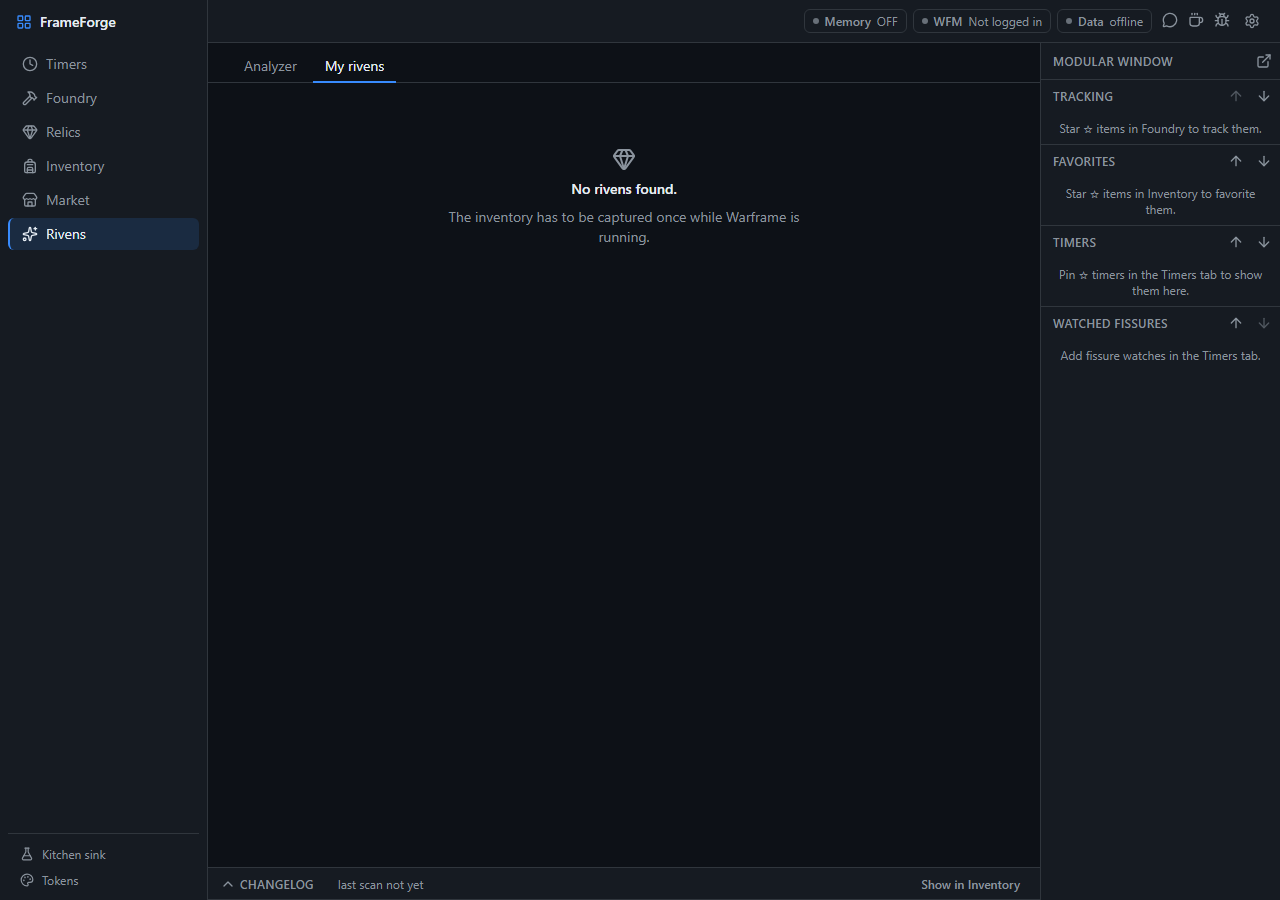 FrameForge
Memory OFF
WFM Not logged in
Data offline
Timers
Foundry
Relics
Inventory
Market
Rivens
Kitchen sink
Tokens
Analyzer
My rivens
No rivens found.
The inventory has to be captured once while Warframe is
running.
CHANGELOG
last scan not yet
Show in Inventory
MODULAR WINDOW
TRACKING
Star ☆ items in Foundry to track them.
FAVORITES
Star ☆ items in Inventory to favorite
them.
TIMERS
Pin ☆ timers in the Timers tab to show
them here.
WATCHED FISSURES
Add fissure watches in the Timers tab.